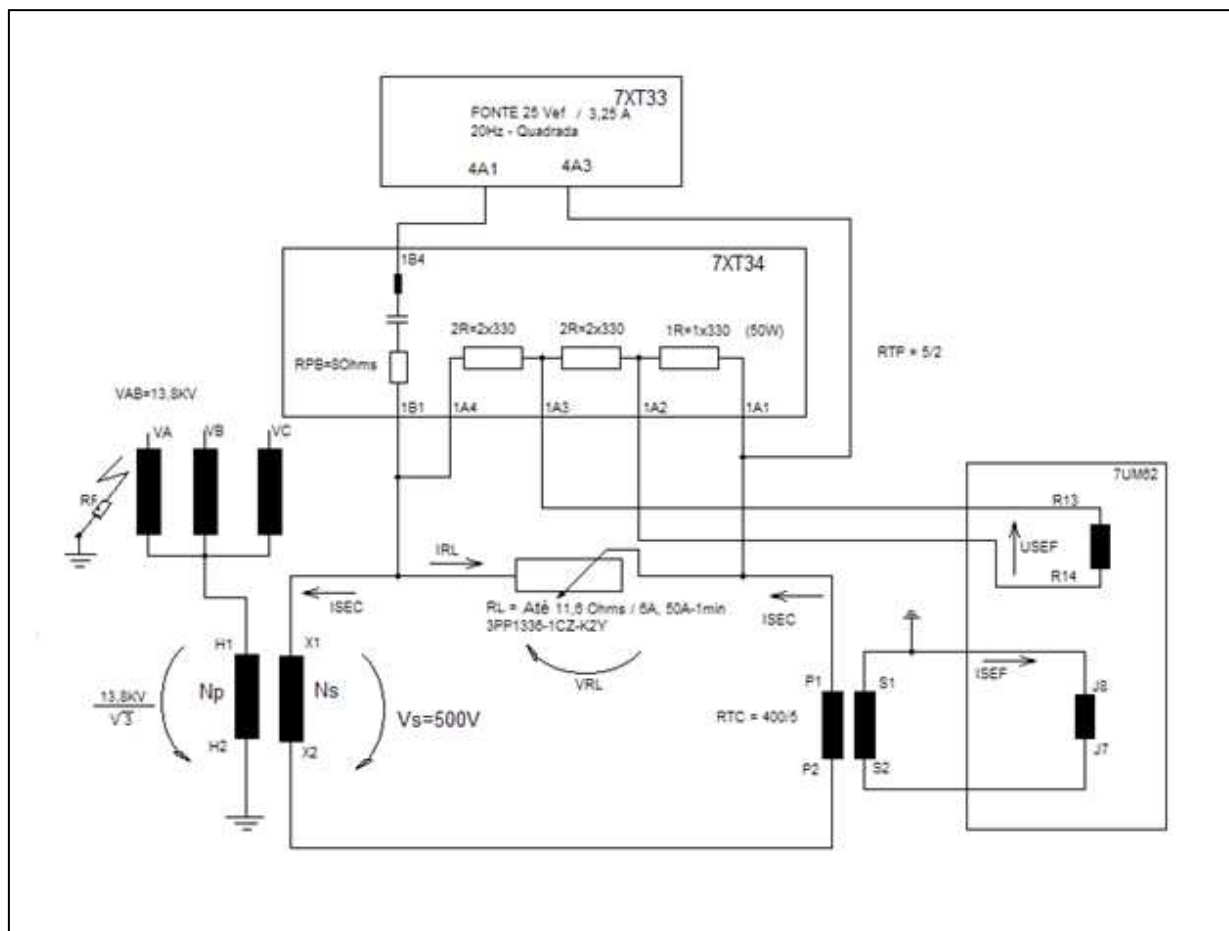 7XT33
FONTE 25 Vef / 3,25 A
20Hz - Quadrada
4A1
4A3
7XT34
1B4
2R=2x330
2R=2x330
1R=1x330 (50W)
RPB=8Ohms
RTP = 5/2
1B1
1A4
1A3
1A2
1A1
VAB=13,8KV
VA
VB
VC
RF
7UM62
R13
USEF
R14
IRL
ISEC
RL = Até 11,6 Ohms / 6A, 50A-1min
3PP1336-1CZ-K2Y
ISEC
VRL
ISEF
H1
X1
13,8KV
√3
Np
Ns
Vs=500V
H2
X2
P1
S1
J8
RTC = 400/5
P2
S2
J7